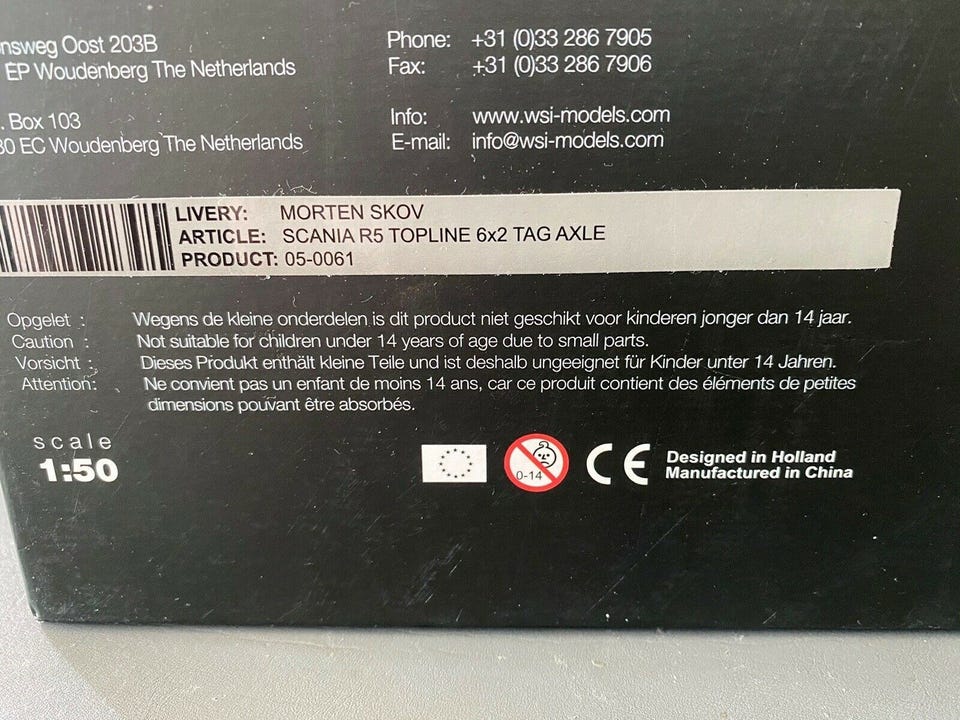 nsweg Oost 203B
EP Woudenberg The Netherlands
. Box 103
30 EC Woudenberg The Netherlands
Phone: +31 (0)33 286 7905
Fax: +31 (0)33 286 7906
Info: www.wsi-models.com
E-mail: info@wsi-models.com
LIVERY: MORTEN SKOV
ARTICLE: SCANIA R5 TOPLINE 6x2 TAG AXLE
PRODUCT: 05-0061
Opgelet : Wegens de kleine onderdelen is dit product niet geschikt voor kinderen jonger dan 14 jaar.
Caution : Not suitable for children under 14 years of age due to small parts.
Vorsicht : Dieses Produkt enthält kleine Teile und ist deshalb ungeeignet für Kinder unter 14 Jahren.
Attention: Ne convient pas un enfant de moins 14 ans, car ce produit contient des éléments de petites
dimensions pouvant être absorbés.
scale
1:50
0-14
CE
Designed in Holland
Manufactured in China